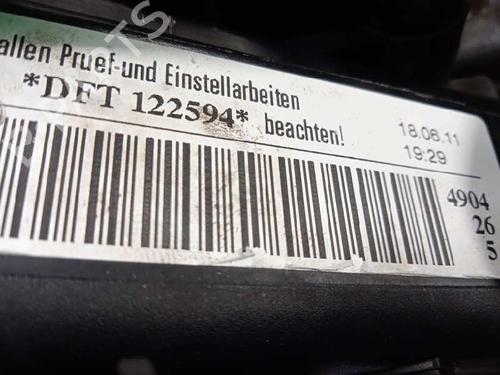 allen Pruef-und Einstellarbeiten
*DFT 122594* beachten!
18.06.11
19:29
4904
26
5